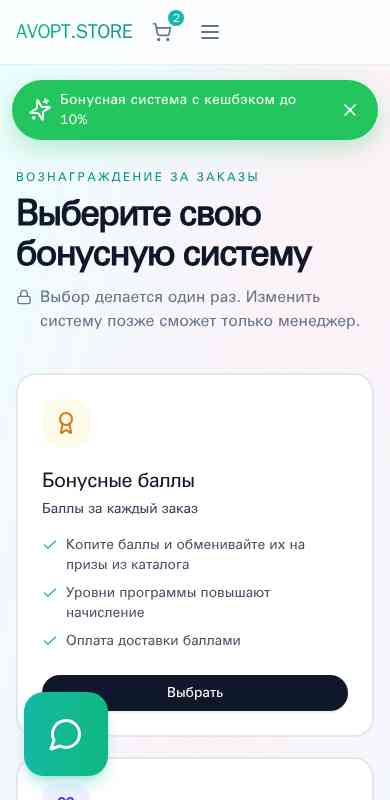 AVOPT.STORE
2
Бонусная система с кешбэком до
10%
ВОЗНАГРАЖДЕНИЕ ЗА ЗАКАЗЫ
Выберите свою
бонусную систему
Выбор делается один раз. Изменить
систему позже сможет только менеджер.
Бонусные баллы
Баллы за каждый заказ
Копите баллы и обменивайте их на
призы из каталога
Уровни программы повышают
начисление
Оплата доставки баллами
Выбрать